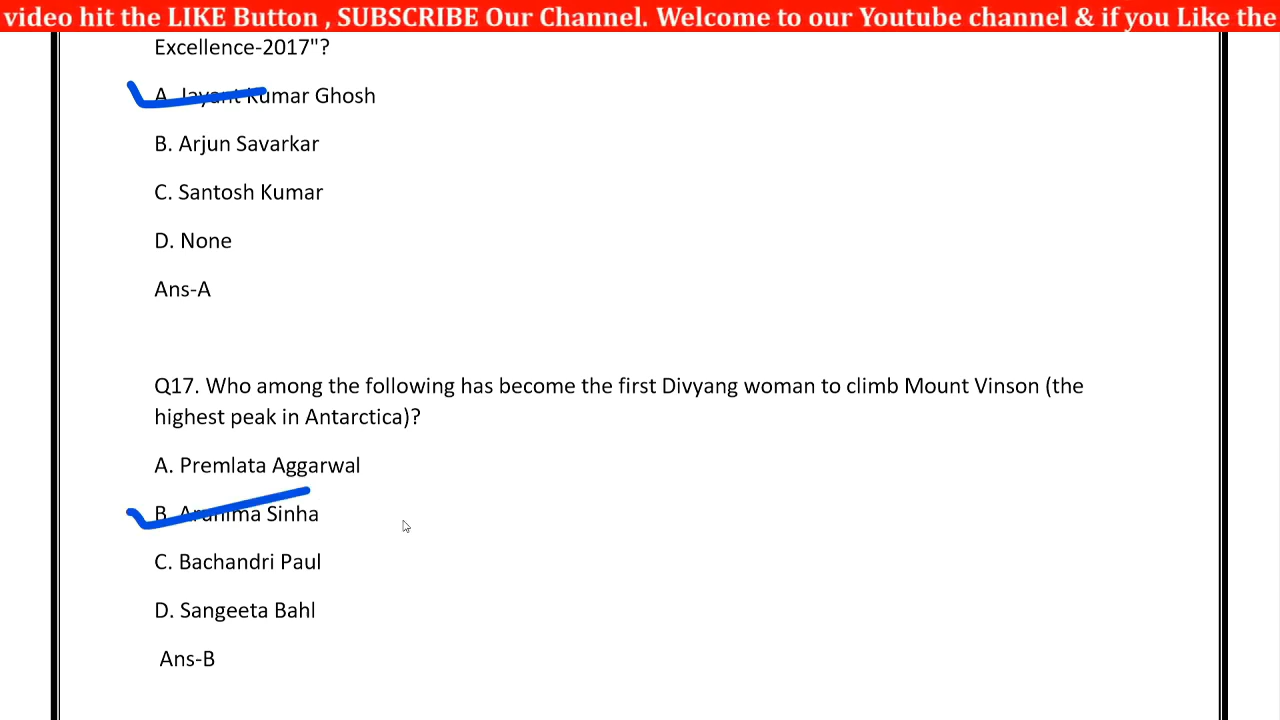 video hit the LIKE Button , SUBSCRIBE Our Channel. Welcome to our Youtube channel & if you Like the
Excellence-2017"?
A. Jayant Kumar Ghosh
B. Arjun Savarkar
C. Santosh Kumar
D. None
Ans-A
Q17. Who among the following has become the first Divyang woman to climb Mount Vinson (the
highest peak in Antarctica)?
A. Premlata Aggarwal
B. Arunima Sinha
C. Bachandri Paul
D. Sangeeta Bahl
Ans-B